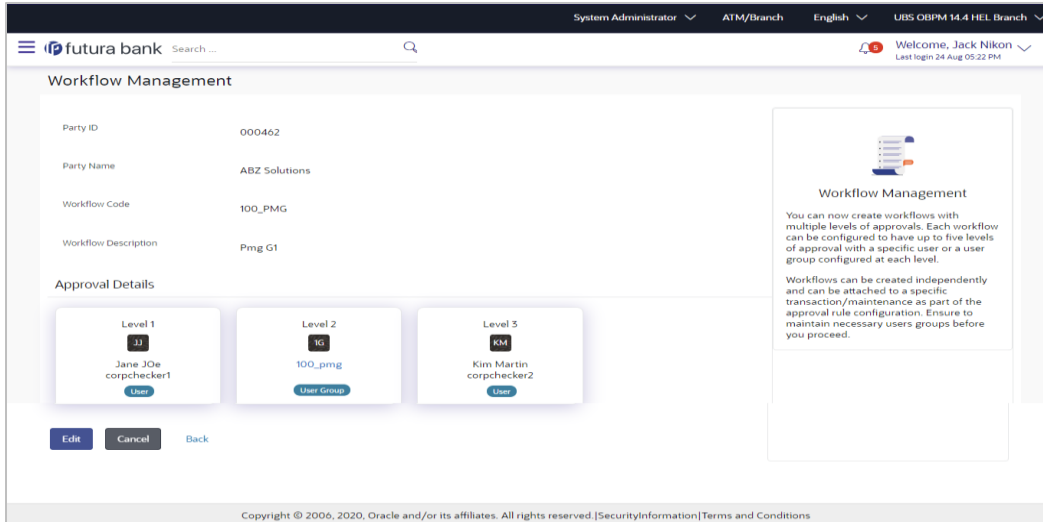 System Administrator ATM/Branch English UBS OBPM 14.4 HEL Branch
futura bank Search ... 5 Welcome, Jack Nikon
Last login 24 Aug 05:22 PM
Workflow Management
Party ID 000462
Party Name ABZ Solutions
Workflow Code 100_PMG
Workflow Description Pmg G1
Approval Details
Level 1 Level 2 Level 3
JJ 1G KM
Jane JOe 100_pmg Kim Martin
corpchecker1 corpchecker2
User User Group User
Edit Cancel Back
Workflow Management
You can now create workflows with
multiple levels of approvals. Each workflow
can be configured to have up to five levels
of approval with a specific user or a user
group configured at each level.
Workflows can be created independently
and can be attached to a specific
transaction/maintenance as part of the
approval rule configuration. Ensure to
maintain necessary users groups before
you proceed.
Copyright © 2006, 2020, Oracle and/or its affiliates. All rights reserved.|SecurityInformation|Terms and Conditions